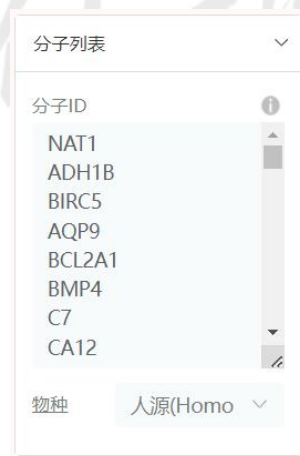 分子列表
分子ID
NAT1
ADH1B
BIRC5
AQP9
BCL2A1
BMP4
C7
CA12
物种
人源(Homo